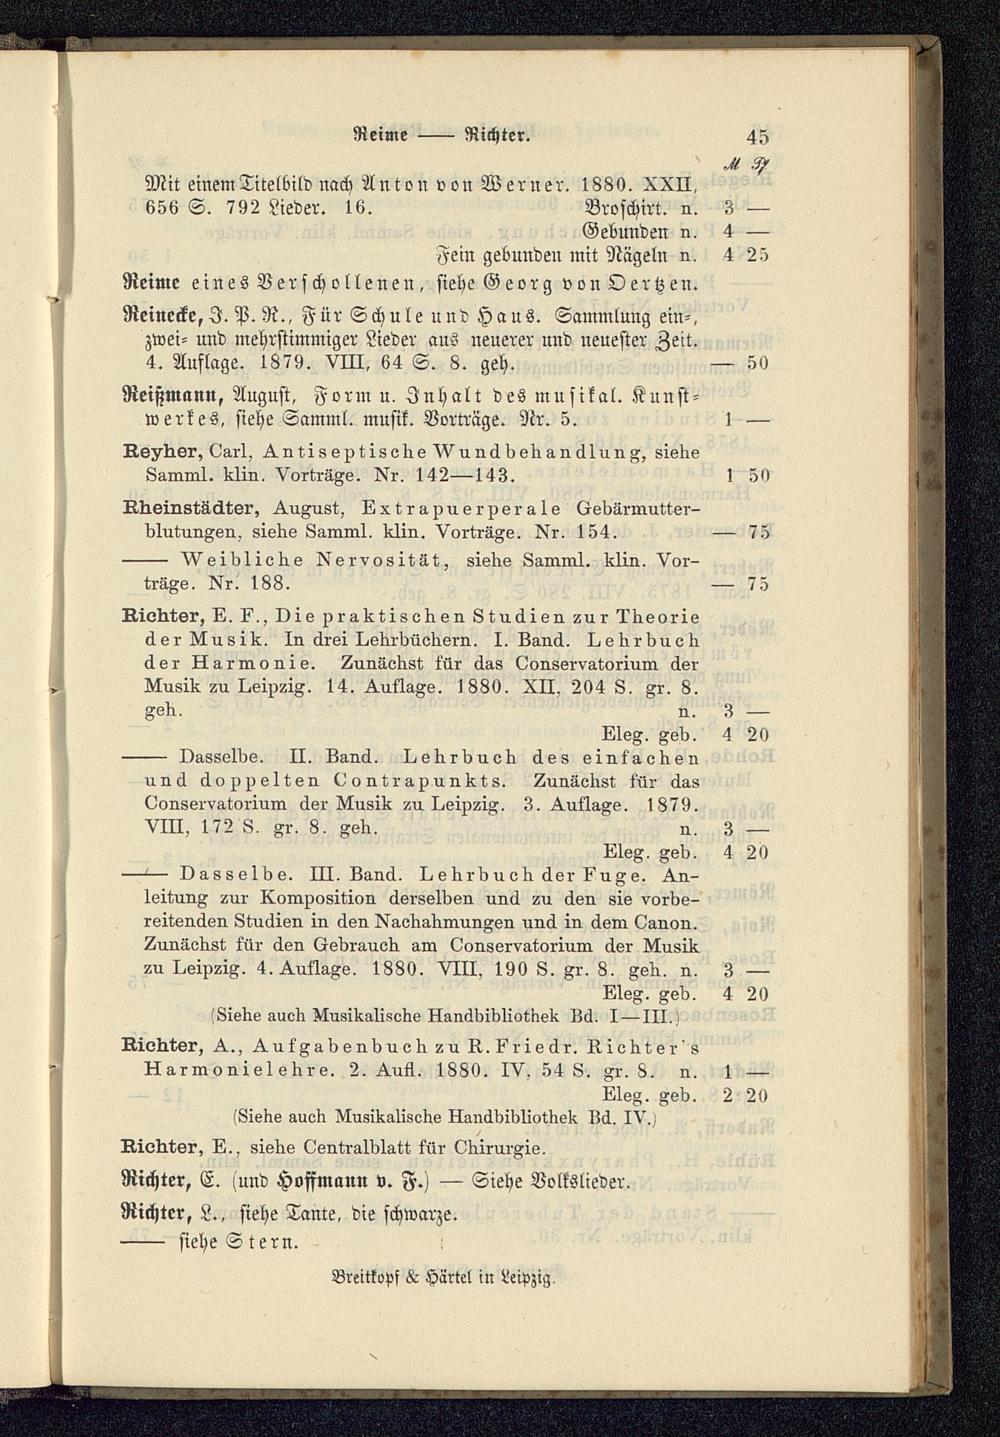 Reime —— Richter. 45
ℳ ₰
Mit einem Titelbild nach Anton von Werner. 1880. XXII,
656 S. 792 Lieder. 16. Broschirt. n. 3 —
Gebunden n. 4 —
Fein gebunden mit Nägeln n. 4 25
Reime eines Verschollenen, siehe Georg von Oertzen.
Reinecke, J. P. R., Für Schule und Haus. Sammlung ein-,
zwei- und mehrstimmiger Lieder aus neuerer und neuester Zeit.
4. Auflage. 1879. VIII, 64 S. 8. geh. — 50
Reißmann, August, Form u. Inhalt des musikal. Kunst-
werkes, siehe Samml. musik. Vorträge. Nr. 5. 1 —
Reyher, Carl, Antiseptische Wundbehandlung, siehe
Samml. klin. Vorträge. Nr. 142—143. 1 50
Rheinstädter, August, Extrapuerperale Gebärmutter-
blutungen, siehe Samml. klin. Vorträge. Nr. 154. — 75
—— Weibliche Nervosität, siehe Samml. klin. Vor-
träge. Nr. 188. — 75
Richter, E. F., Die praktischen Studien zur Theorie
der Musik. In drei Lehrbüchern. I. Band. Lehrbuch
der Harmonie. Zunächst für das Conservatorium der
Musik zu Leipzig. 14. Auflage. 1880. XII, 204 S. gr. 8.
geh. n. 3 —
Eleg. geb. 4 20
—— Dasselbe. II. Band. Lehrbuch des einfachen
und doppelten Contrapunkts. Zunächst für das
Conservatorium der Musik zu Leipzig. 3. Auflage. 1879.
VIII, 172 S. gr. 8. geh. n. 3 —
Eleg. geb. 4 20
—— Dasselbe. III. Band. Lehrbuch der Fuge. An-
leitung zur Komposition derselben und zu den sie vorbe-
reitenden Studien in den Nachahmungen und in dem Canon.
Zunächst für den Gebrauch am Conservatorium der Musik
zu Leipzig. 4. Auflage. 1880. VIII, 190 S. gr. 8. geh. n. 3 —
Eleg. geb. 4 20
(Siehe auch Musikalische Handbibliothek Bd. I—III.)
Richter, A., Aufgabenbuch zu R. Friedr. Richter's
Harmonielehre. 2. Aufl. 1880. IV, 54 S. gr. 8. n. 1 —
Eleg. geb. 2 20
(Siehe auch Musikalische Handbibliothek Bd. IV.)
Richter, E., siehe Centralblatt für Chirurgie.
Richter, E. (und Hoffmann v. F.) — Siehe Volkslieder.
Richter, L., siehe Tante, die schwarze.
—— siehe Stern.
Breitkopf & Härtel in Leipzig.